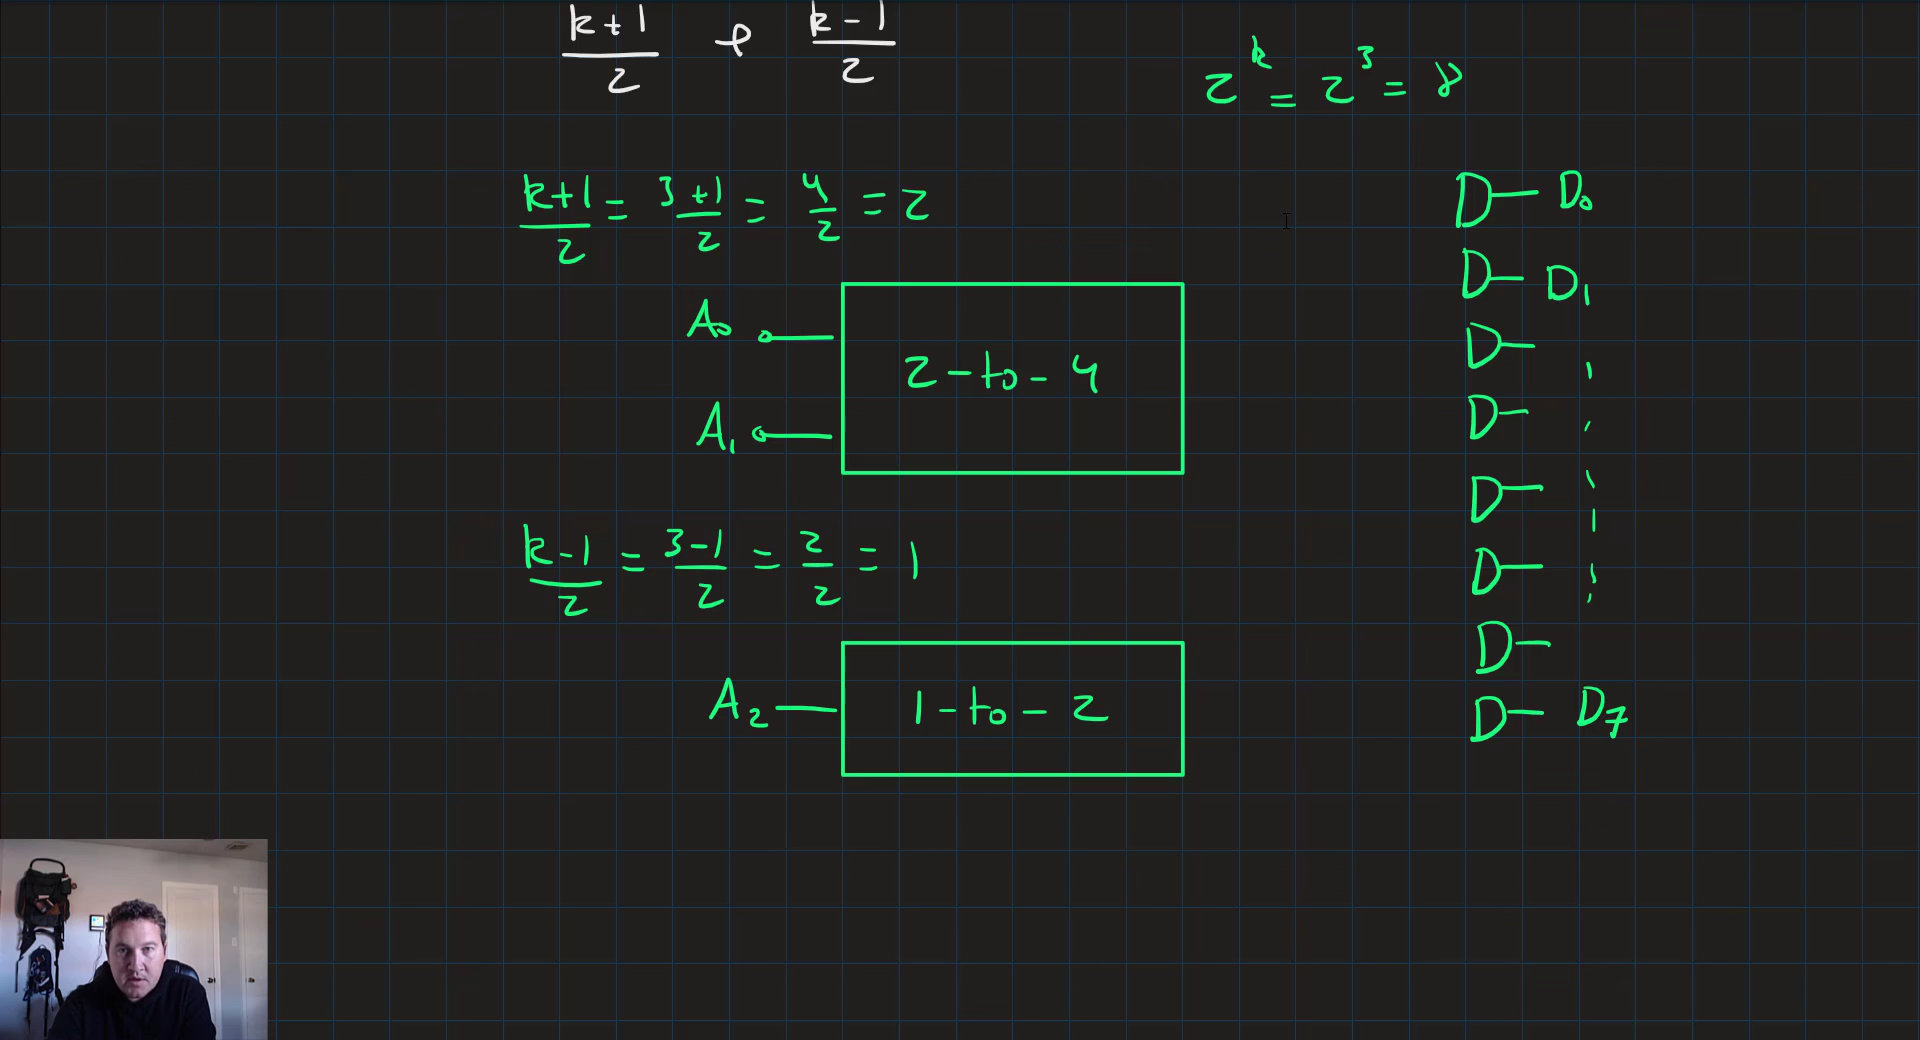 k+1/2 & k-1/2
2^k = 2^3 = 8
k+1/2 = 3+1/2 = 4/2 = 2
D0
D1
A0
2-to-4
A1
k-1/2 = 3-1/2 = 2/2 = 1
A2
1-to-2
D7